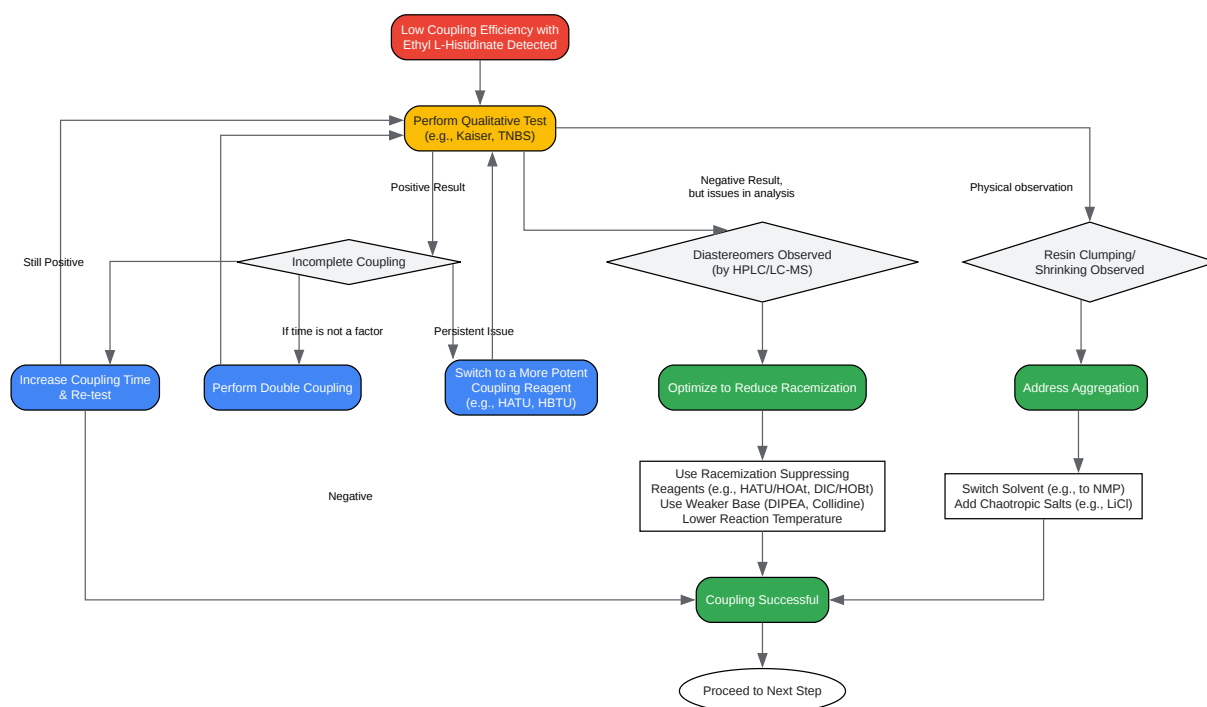 Low Coupling Efficiency with
Ethyl L-Histidinate Detected
Perform Qualitative Test
(e.g., Kaiser, TNBS)
Positive Result
Negative Result,
but issues in analysis
Physical observation
Still Positive
Incomplete Coupling
Diastereomers Observed
(by HPLC/LC-MS)
Resin Clumping/
Shrinking Observed
If time is not a factor
Persistent Issue
Increase Coupling Time
& Re-test
Perform Double Coupling
Switch to a More Potent
Coupling Reagent
(e.g., HATU, HBTU)
Optimize to Reduce Racemization
Address Aggregation
Negative
Use Racemization Suppressing
Reagents (e.g., HATU/HOAt, DIC/HOBt)
Use Weaker Base (DIPEA, Collidine)
Lower Reaction Temperature
Switch Solvent (e.g., to NMP)
Add Chaotropic Salts (e.g., LiCl)
Coupling Successful
Proceed to Next Step